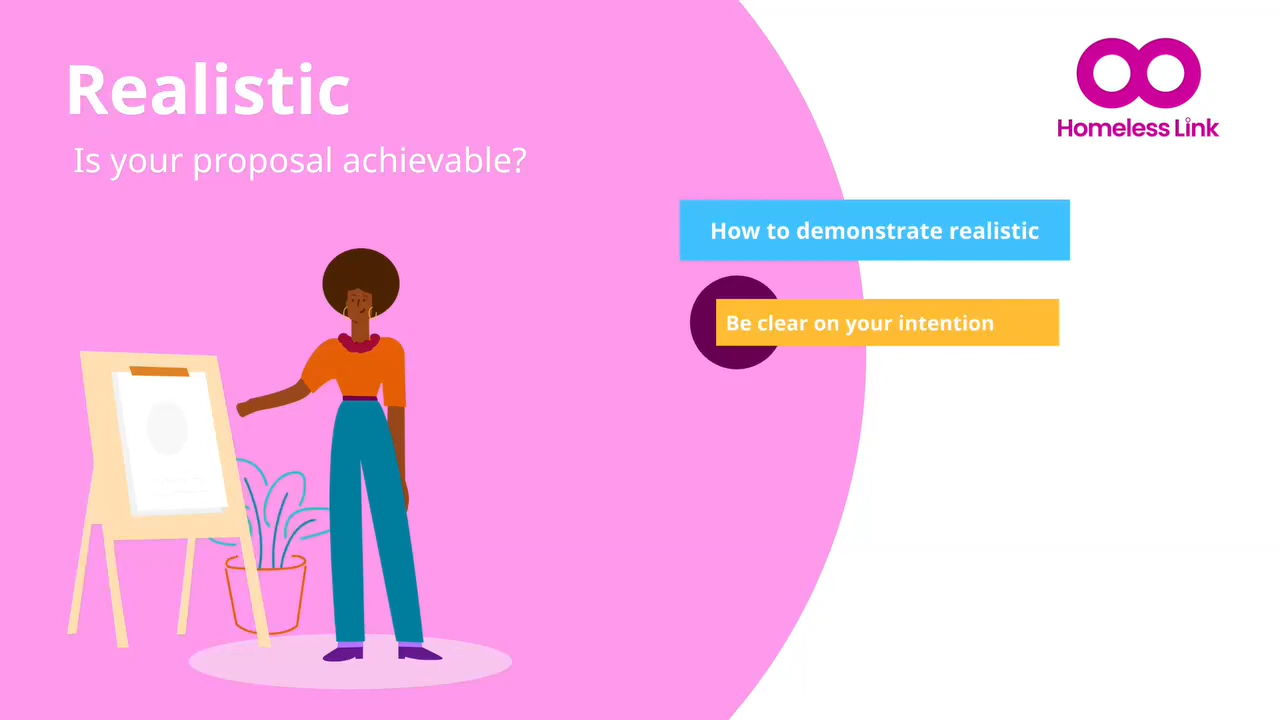 Realistic
Is your proposal achievable?
Homeless Link
How to demonstrate realistic
Be clear on your intention